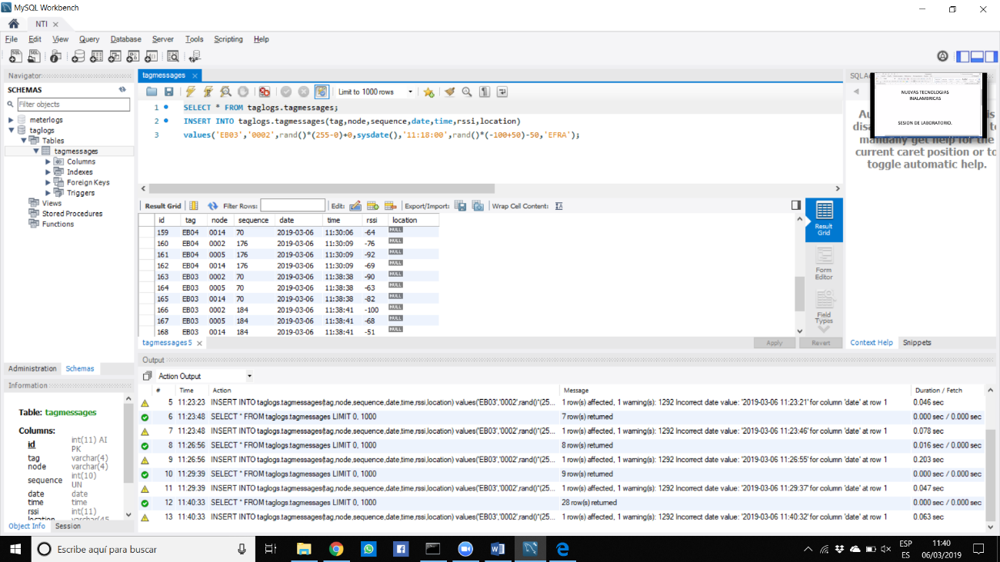 MySQL Workbench
NTI
File Edit View Query Database Server Tools Scripting Help
Navigator
SCHEMAS
Filter objects
meterlogs
taglogs
Tables
tagmessages
Columns
Indexes
Foreign Keys
Triggers
Views
Stored Procedures
Functions
Administration Schemas
Information
Table: tagmessages
Columns:
id int(11) AI PK
tag varchar(4)
node varchar(4)
sequence int(10) UN
date date
time time
rssi int(11)
location varchar(45
Object Info Session
tagmessages
Limit to 1000 rows
1 SELECT * FROM taglogs.tagmessages;
2 INSERT INTO taglogs.tagmessages(tag,node,sequence,date,time,rssi,location)
3 values('EB03','0002',rand()*(255-0)+0,sysdate(),'11:18:00',rand()*(-100+50)-50,'EFRA');
Result Grid Filter Rows: Edit: Export/Import: Wrap Cell Content:
id tag node sequence date time rssi location
159 EB04 0014 70 2019-03-06 11:30:06 -64 NULL
160 EB04 0002 176 2019-03-06 11:30:09 -76 NULL
161 EB04 0005 176 2019-03-06 11:30:09 -92 NULL
162 EB04 0014 176 2019-03-06 11:30:09 -69 NULL
163 EB03 0002 70 2019-03-06 11:38:38 -90 NULL
164 EB03 0005 70 2019-03-06 11:38:38 -63 NULL
165 EB03 0014 70 2019-03-06 11:38:38 -82 NULL
166 EB03 0002 184 2019-03-06 11:38:41 -100 NULL
167 EB03 0005 184 2019-03-06 11:38:41 -68 NULL
168 EB03 0014 184 2019-03-06 11:38:41 -51 NULL
Result Grid
Form Editor
Field Types
tagmessages 5
Apply Revert
SQLA
NUEVAS TECNOLOGIAS
INALAMBRICAS
SESION DE LABORATORIO.
Au is
disa to
manually get help for the
current caret position or to
toggle automatic help.
Context Help Snippets
Output
Action Output
# Time Action Message Duration / Fetch
5 11:23:23 INSERT INTO taglogs.tagmessages(tag,node,sequence,date,time,rssi,location) values('EB03','0002',rand()*(25... 1 row(s) affected, 1 warning(s): 1292 Incorrect date value: '2019-03-06 11:23:21' for column 'date' at row 1 0.046 sec
6 11:23:48 SELECT * FROM taglogs.tagmessages LIMIT 0, 1000 7 row(s) returned 0.000 sec / 0.000 sec
7 11:23:48 INSERT INTO taglogs.tagmessages(tag,node,sequence,date,time,rssi,location) values('EB03','0002',rand()*(25... 1 row(s) affected, 1 warning(s): 1292 Incorrect date value: '2019-03-06 11:23:46' for column 'date' at row 1 0.078 sec
8 11:26:56 SELECT * FROM taglogs.tagmessages LIMIT 0, 1000 8 row(s) returned 0.016 sec / 0.000 sec
9 11:26:56 INSERT INTO taglogs.tagmessages(tag,node,sequence,date,time,rssi,location) values('EB03','0002',rand()*(25... 1 row(s) affected, 1 warning(s): 1292 Incorrect date value: '2019-03-06 11:26:55' for column 'date' at row 1 0.203 sec
10 11:29:39 SELECT * FROM taglogs.tagmessages LIMIT 0, 1000 9 row(s) returned 0.000 sec / 0.000 sec
11 11:29:39 INSERT INTO taglogs.tagmessages(tag,node,sequence,date,time,rssi,location) values('EB03','0002',rand()*(25... 1 row(s) affected, 1 warning(s): 1292 Incorrect date value: '2019-03-06 11:29:37' for column 'date' at row 1 0.047 sec
12 11:40:33 SELECT * FROM taglogs.tagmessages LIMIT 0, 1000 28 row(s) returned 0.000 sec / 0.000 sec
13 11:40:33 INSERT INTO taglogs.tagmessages(tag,node,sequence,date,time,rssi,location) values('EB03','0002',rand()*(25... 1 row(s) affected, 1 warning(s): 1292 Incorrect date value: '2019-03-06 11:40:32' for column 'date' at row 1 0.063 sec
Escribe aquí para buscar
ESP 11:40
ES 06/03/2019